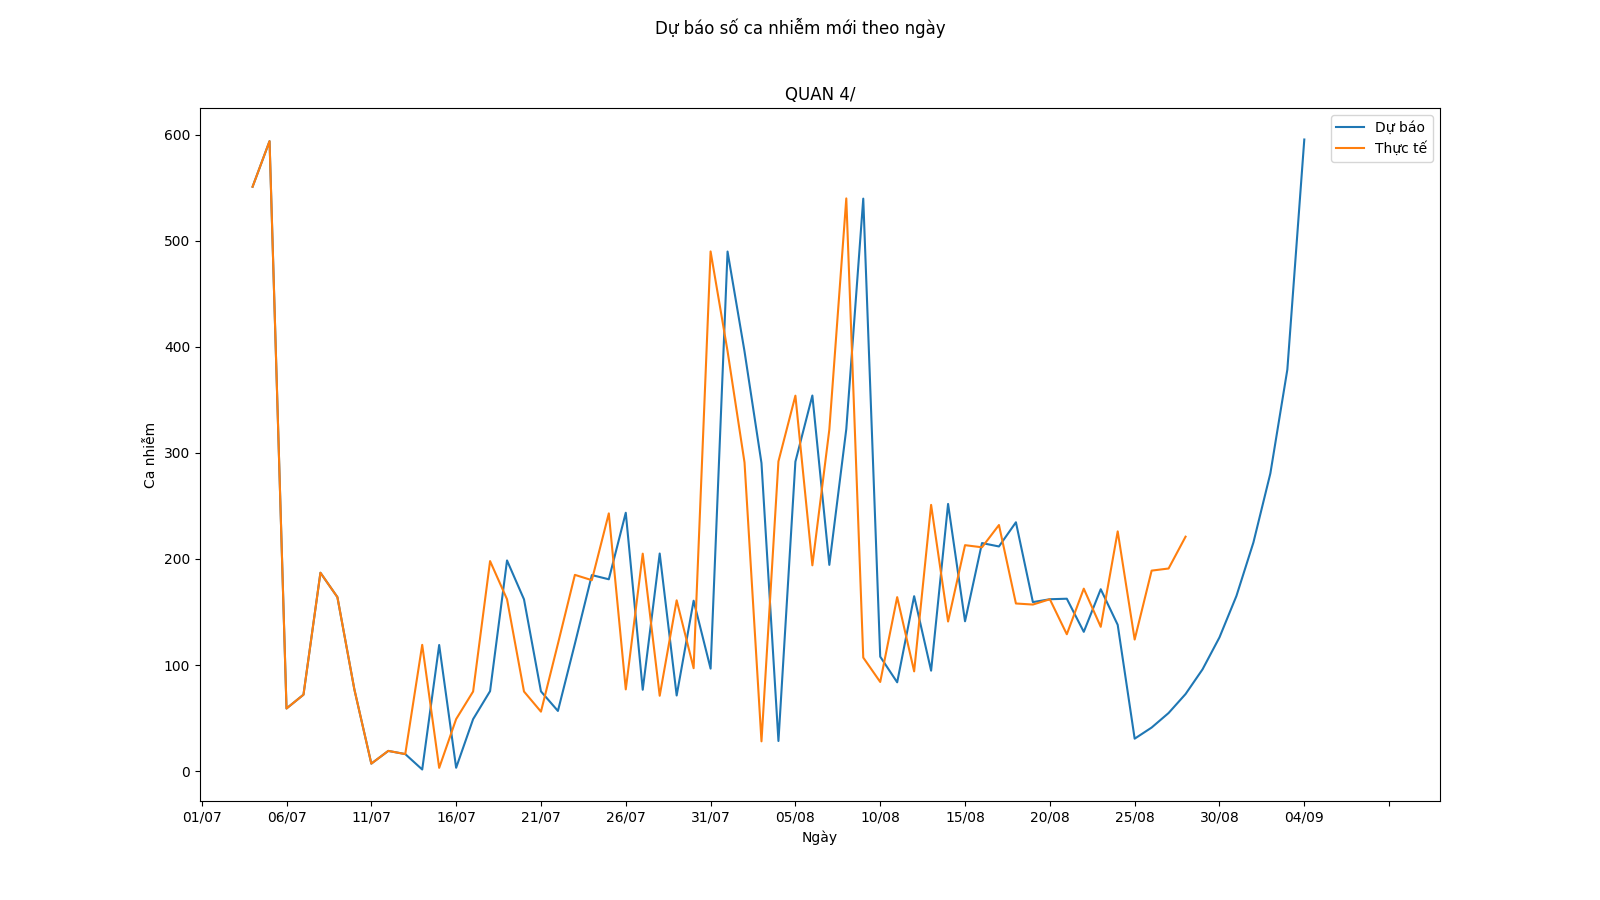 Dự báo số ca nhiễm mới theo ngày
QUAN 4/
Dự báo
Thực tế
600
500
400
300
200
100
0
Ca nhiễm
01/07 06/07 11/07 16/07 21/07 26/07 31/07 05/08 10/08 15/08 20/08 25/08 30/08 04/09
Ngày